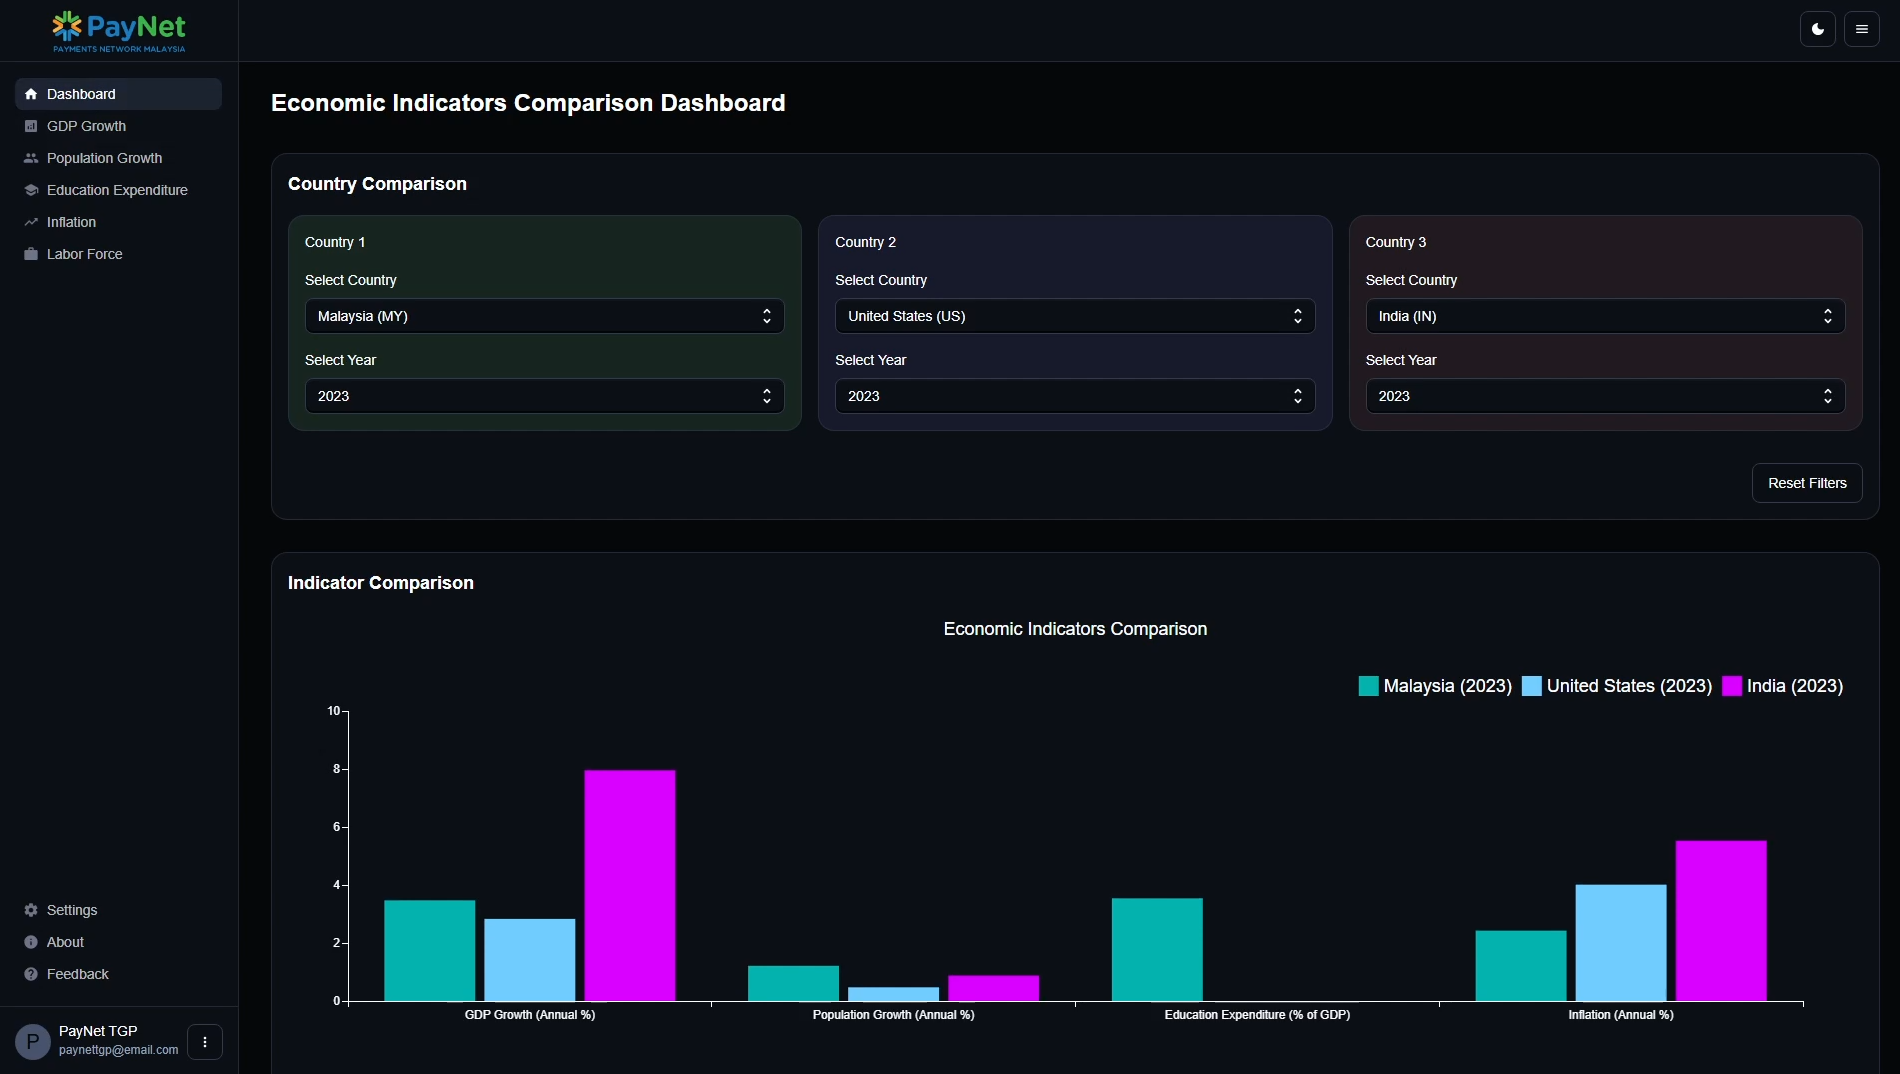 PayNet
PAYMENTS NETWORK MALAYSIA
Dashboard
GDP Growth
Population Growth
Education Expenditure
Inflation
Labor Force
Settings
About
Feedback
P
PayNet TGP
paynettgp@email.com
Economic Indicators Comparison Dashboard
Country Comparison
Country 1
Select Country
Malaysia (MY)
Select Year
2023
Country 2
Select Country
United States (US)
Select Year
2023
Country 3
Select Country
India (IN)
Select Year
2023
Reset Filters
Indicator Comparison
Economic Indicators Comparison
Malaysia (2023) United States (2023) India (2023)
10
8
6
4
2
0
GDP Growth (Annual %) Population Growth (Annual %) Education Expenditure (% of GDP) Inflation (Annual %)